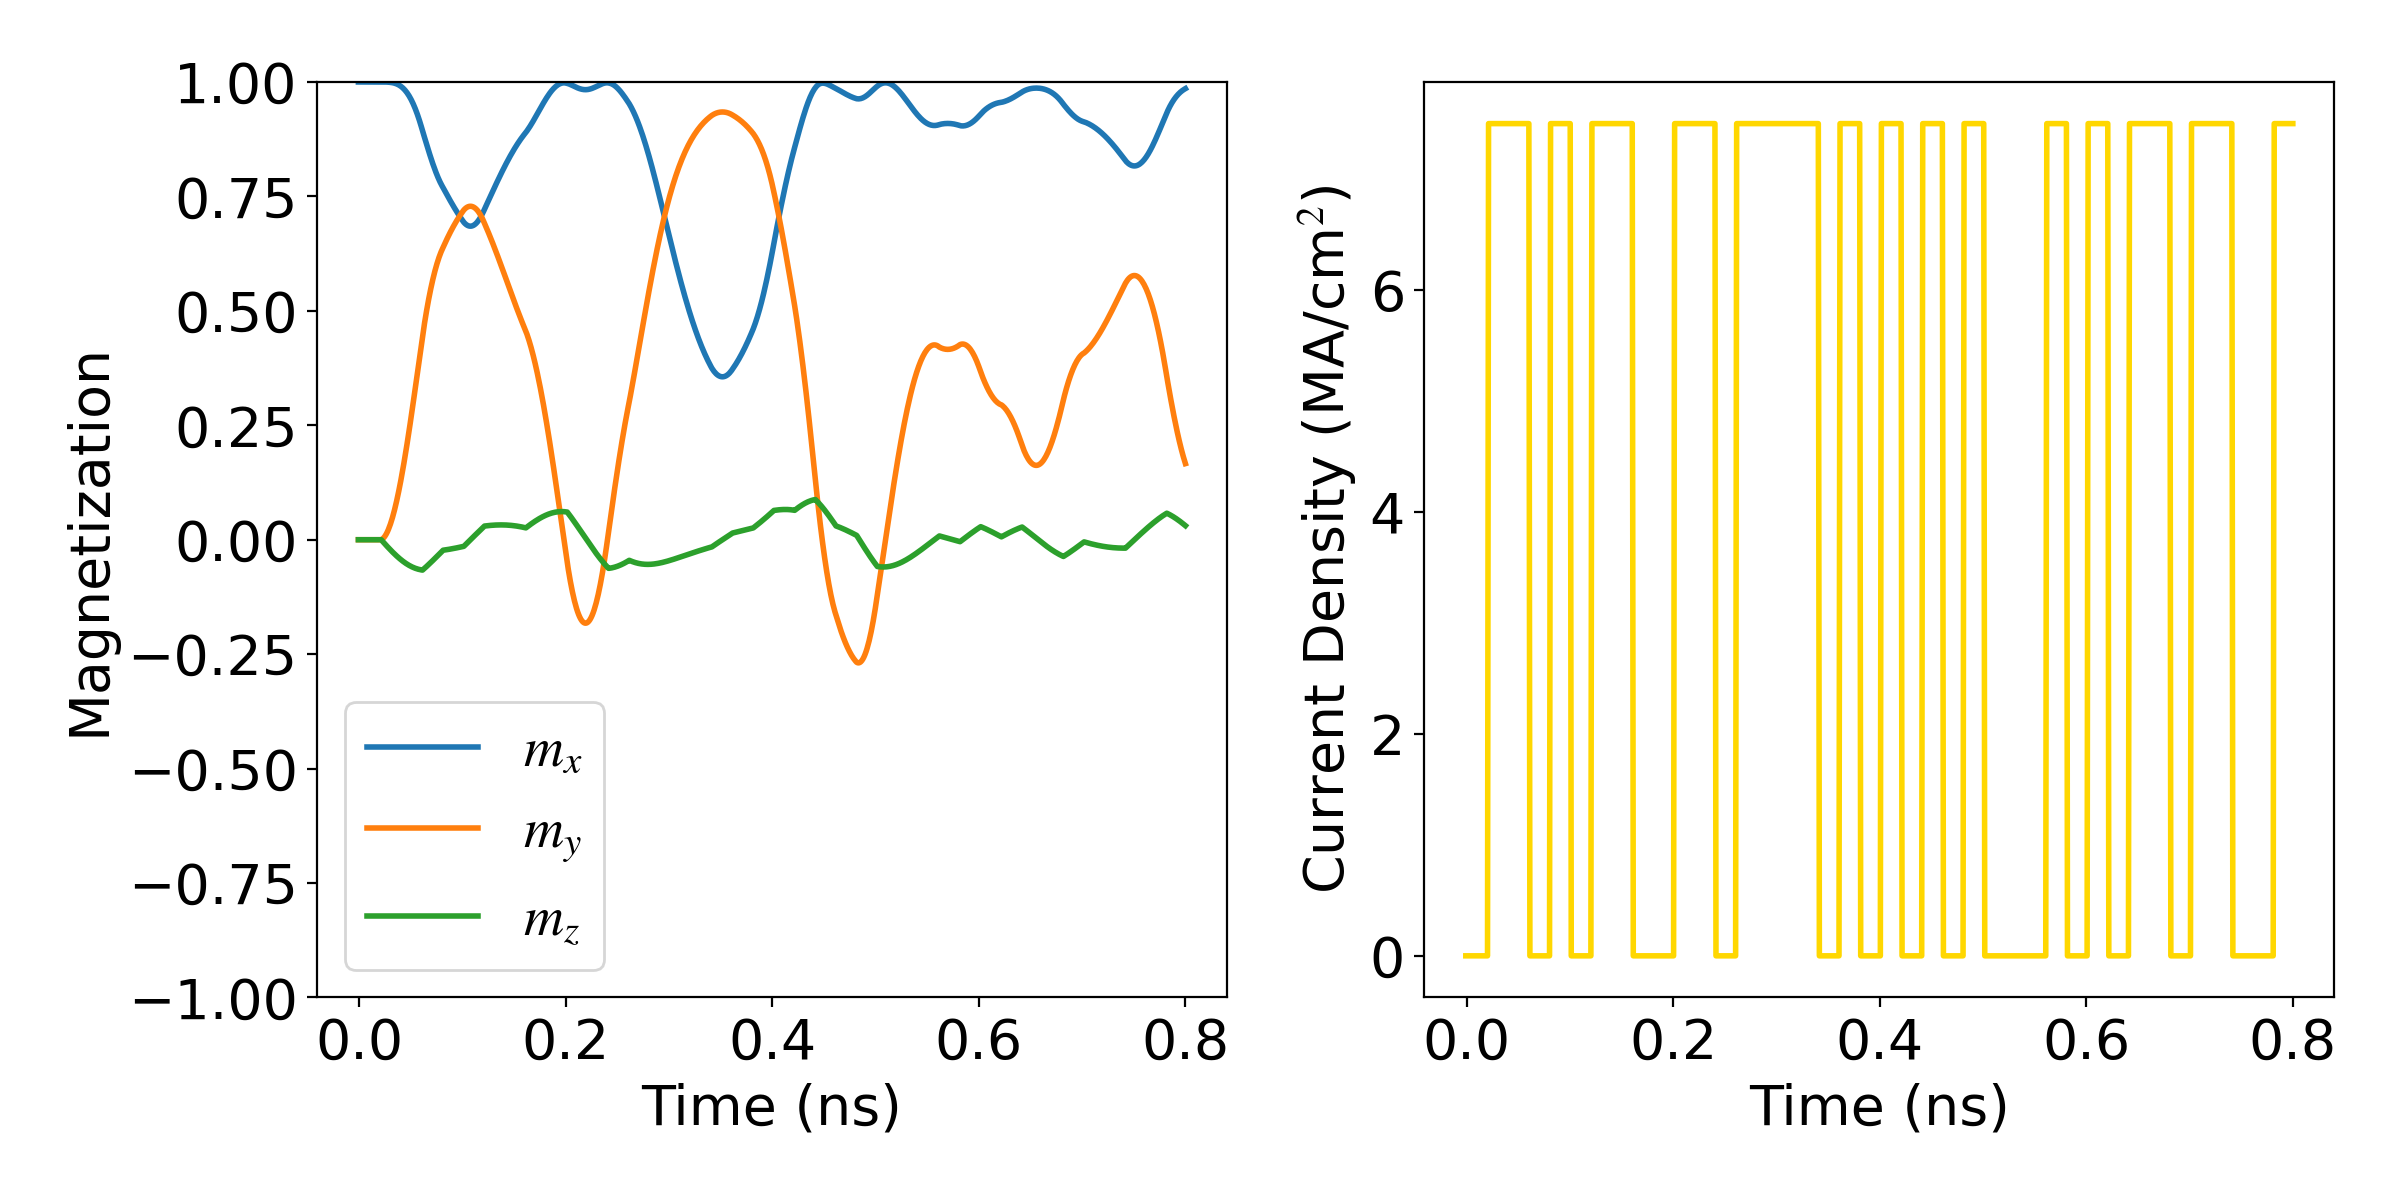 Magnetization
1.00
0.75
0.50
0.25
0.00
−0.25
−0.50
−0.75
−1.00
m_x
m_y
m_z
0.0 0.2 0.4 0.6 0.8
Time (ns)
Current Density (MA/cm²)
6
4
2
0
0.0 0.2 0.4 0.6 0.8
Time (ns)